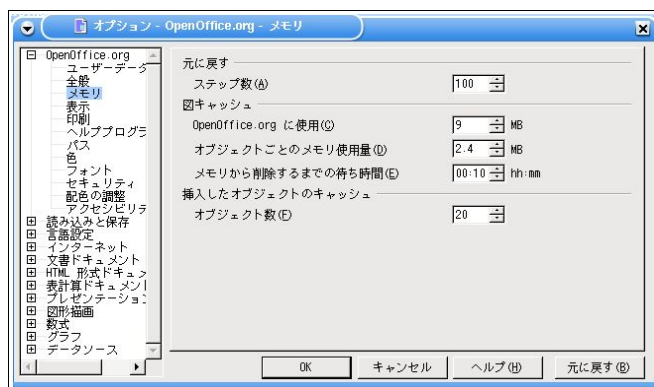 オプション - OpenOffice.org - メモリ
OpenOffice.org
ユーザーデータ
全般
メモリ
表示
印刷
ヘルププログラ
パス
色
フォント
セキュリティ
配色の調整
アクセシビリテ
読み込みと保存
言語設定
インターネット
文書ドキュメント
HTML 形式ドキュメ
表計算ドキュメント
プレゼンテーション
図形描画
数式
グラフ
データソース
元に戻す
ステップ数(A) 100
図キャッシュ
OpenOffice.org に使用(C) 9 MB
オブジェクトごとのメモリ使用量(D) 2.4 MB
メモリから削除するまでの待ち時間(E) 00:10 hh:mm
挿入したオブジェクトのキャッシュ
オブジェクト数(F) 20
OK キャンセル ヘルプ(H) 元に戻す(B)